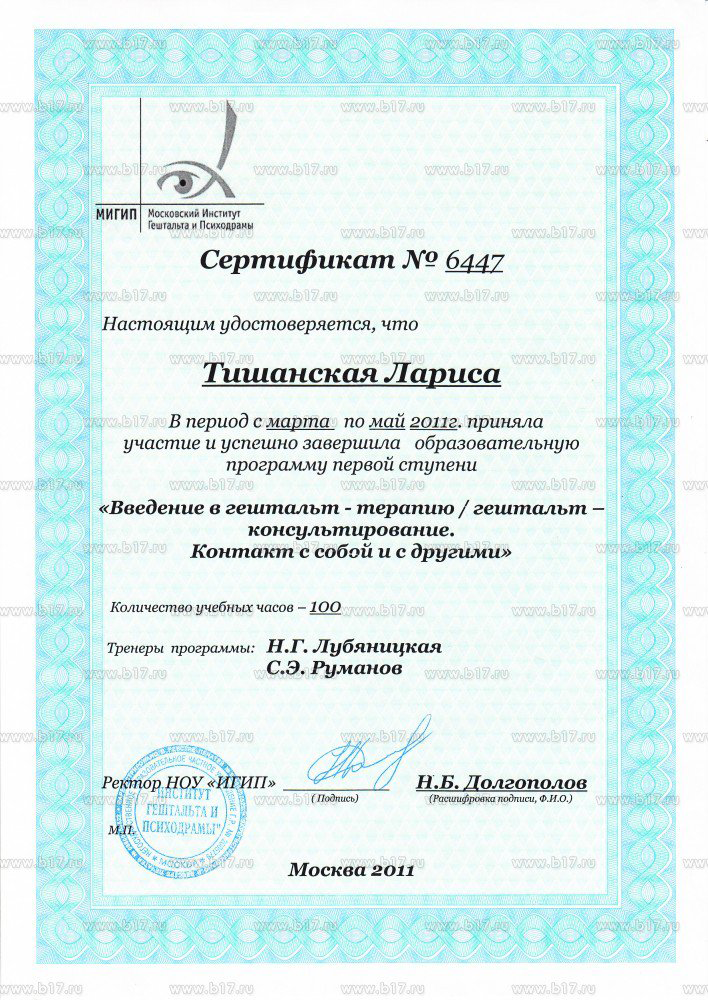 МИГИП
Московский Институт
Гештальта и Психодрамы
Сертификат № 6447
Настоящим удостоверяется, что
Тишанская Лариса
В период с марта по май 2011г. приняла
участие и успешно завершила образовательную
программу первой ступени
«Введение в гештальт - терапию / гештальт –
консультирование.
Контакт с собой и с другими»
Количество учебных часов – 100
Тренеры программы: Н.Г. Лубяницкая
С.Э. Руманов
Ректор НОУ «ИГИП»
(Подпись)
Н.Б. Долгополов
(Расшифровка подписи, Ф.И.О.)
М.П.
"ИНСТИТУТ
ГЕШТАЛЬТА И
ПСИХОДРАМЫ"
МОСКВА
Москва 2011
www.b17.ru